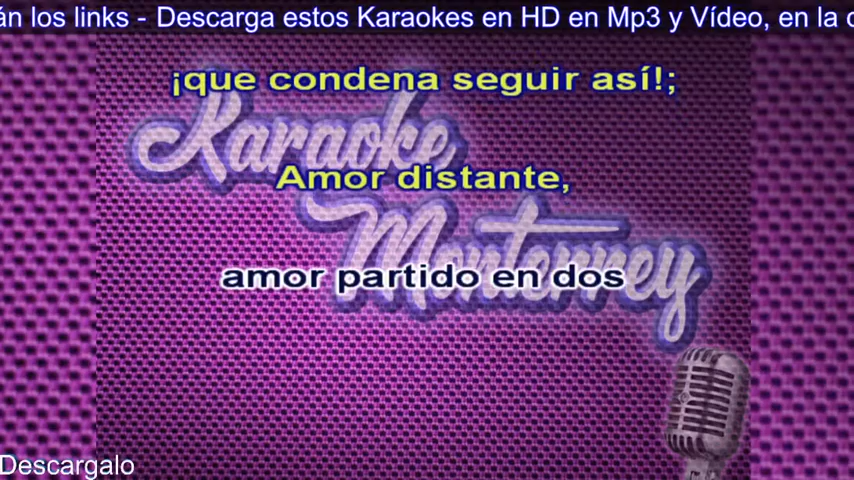 án los links - Descarga estos Karaokes en HD en Mp3 y Vídeo, en la
¡que condena seguir así!;
Karaoke
Amor distante,
Monterrey
amor partido en dos
Descargalo